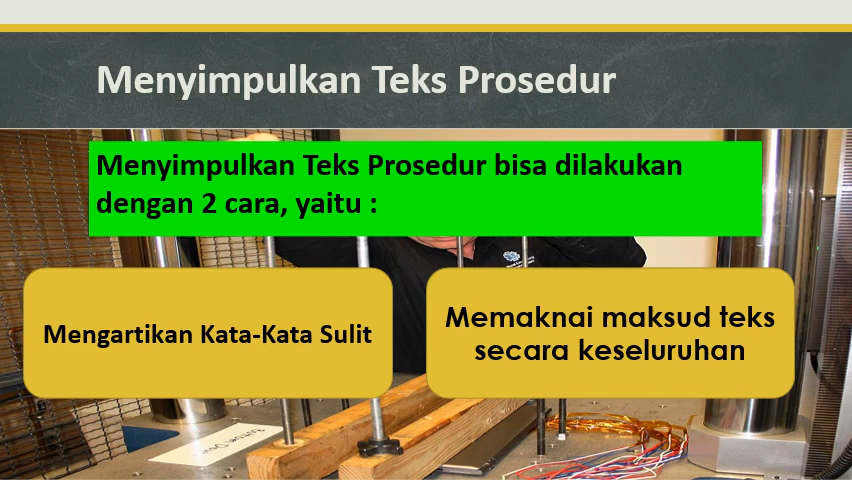 Menyimpulkan Teks Prosedur
Menyimpulkan Teks Prosedur bisa dilakukan
dengan 2 cara, yaitu :
Mengartikan Kata-Kata Sulit
Memaknai maksud teks
secara keseluruhan